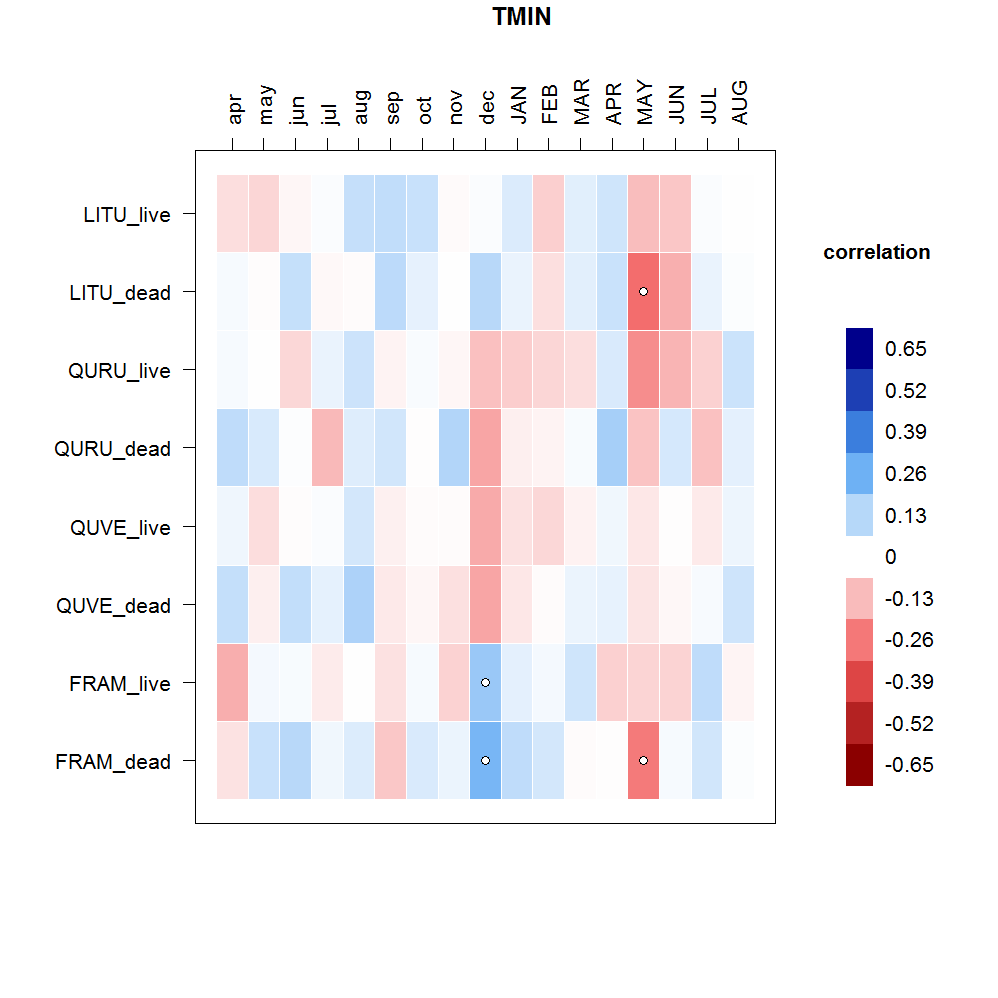 TMIN
apr may jun jul aug sep oct nov dec JAN FEB MAR APR MAY JUN JUL AUG
LITU_live
LITU_dead
QURU_live
QURU_dead
QUVE_live
QUVE_dead
FRAM_live
FRAM_dead
correlation
0.65
0.52
0.39
0.26
0.13
0
-0.13
-0.26
-0.39
-0.52
-0.65